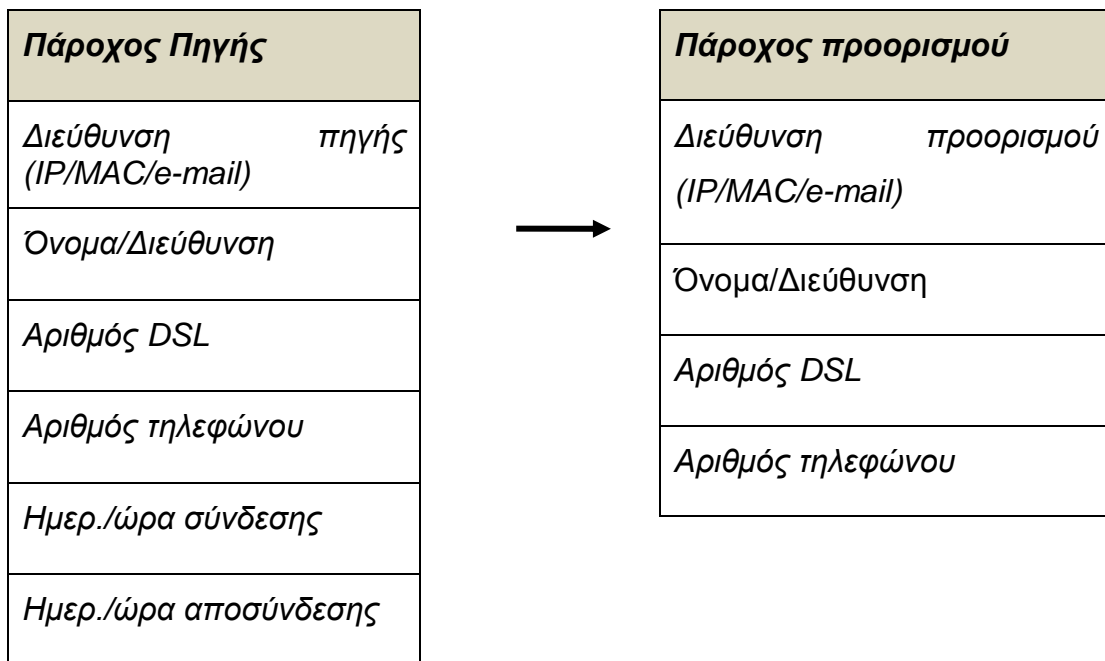 Πάροχος Πηγής
Διεύθυνση πηγής
(IP/MAC/e-mail)
Όνομα/Διεύθυνση
Αριθμός DSL
Αριθμός τηλεφώνου
Ημερ./ώρα σύνδεσης
Ημερ./ώρα αποσύνδεσης
Πάροχος προορισμού
Διεύθυνση προορισμού
(IP/MAC/e-mail)
Όνομα/Διεύθυνση
Αριθμός DSL
Αριθμός τηλεφώνου